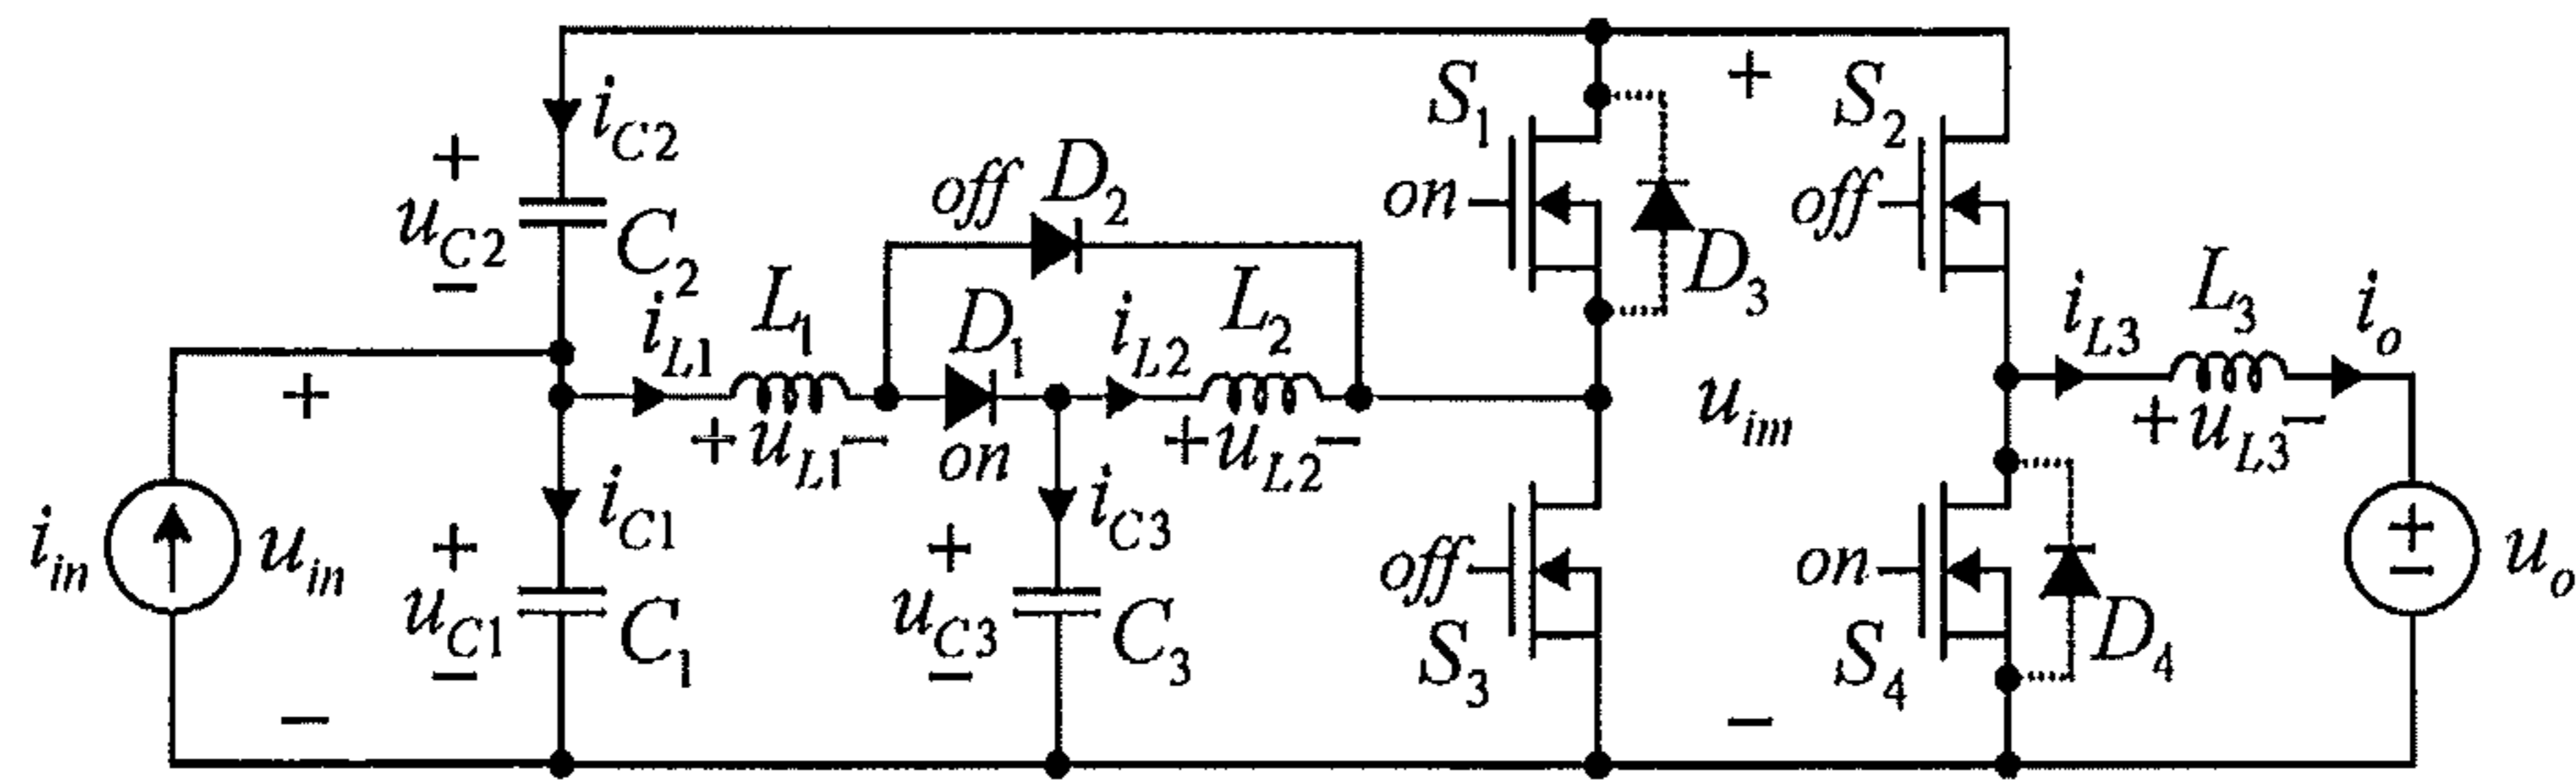 i_in
+
u_in
−
i_C2
+
u_C2
−
C_2
i_C1
+
u_C1
−
C_1
i_L1
L_1
+ u_L1 −
off D_2
D_1
on
i_L2
L_2
+ u_L2 −
i_C3
+
u_C3
−
C_3
S_1
on
D_3
off
S_3
+
u_im
−
S_2
off
on
S_4
D_4
i_L3
L_3
+ u_L3 −
i_o
+
−
u_o